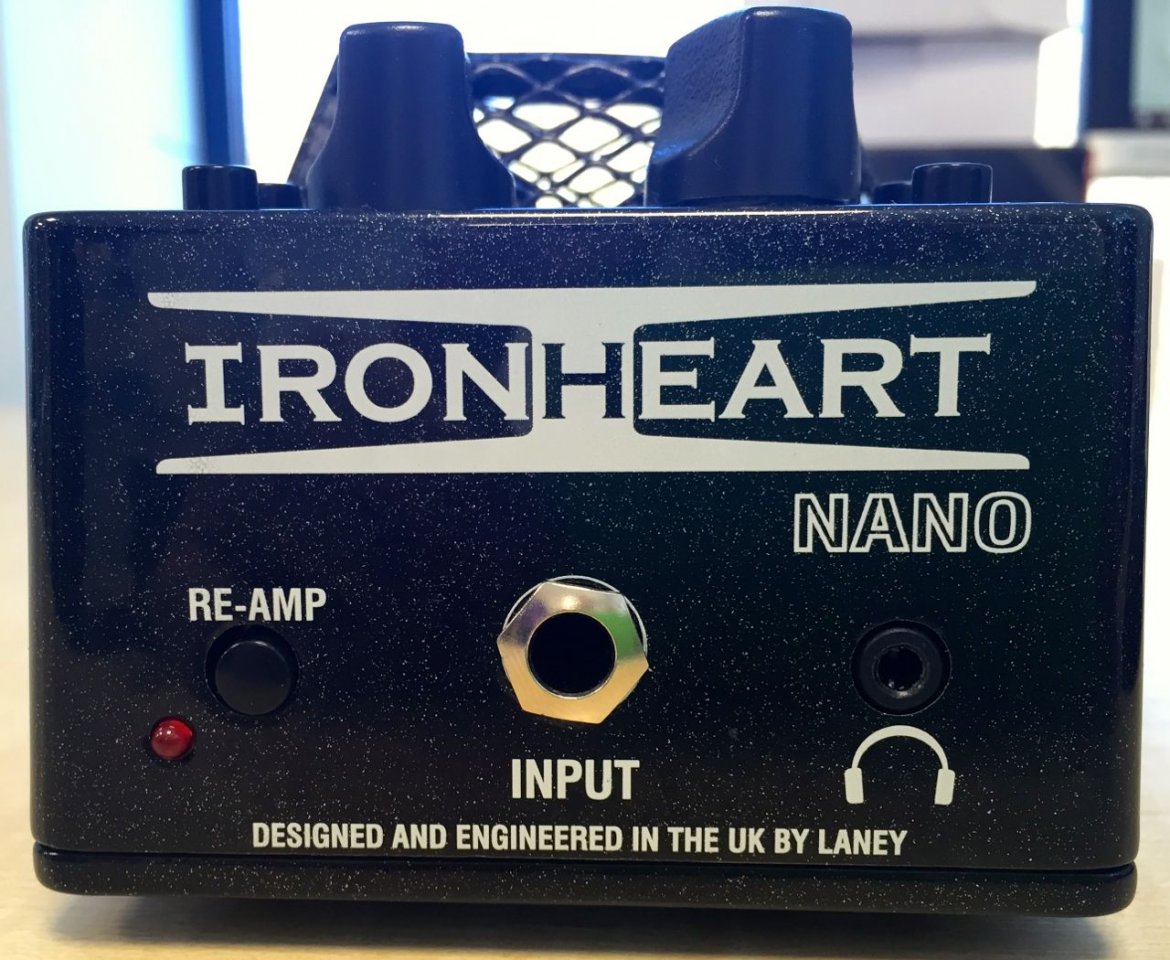 IRONHEART
NANO
RE-AMP
INPUT
DESIGNED AND ENGINEERED IN THE UK BY LANEY